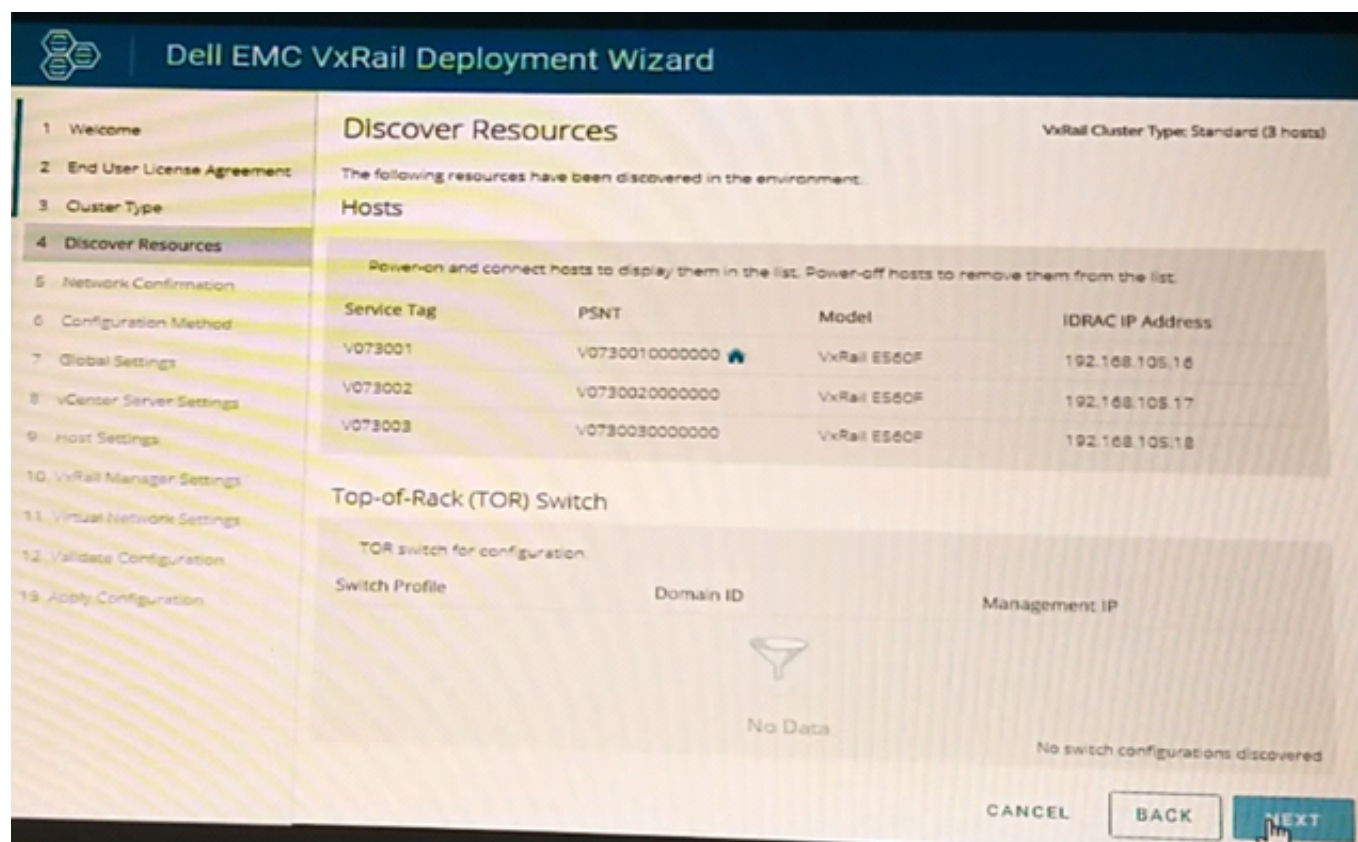 Dell EMC VxRail Deployment Wizard
1 Welcome
2 End User License Agreement
3 Cluster Type
4 Discover Resources
5 Network Confirmation
6 Configuration Method
7 Global Settings
8 vCenter Server Settings
9 Host Settings
10 VxRail Manager Settings
11 Virtual Network Settings
12 Validate Configuration
13 Apply Configuration
Discover Resources
VxRail Cluster Type: Standard (3 hosts)
The following resources have been discovered in the environment.
Hosts
Power-on and connect hosts to display them in the list. Power-off hosts to remove them from the list.
Service Tag PSNT Model IDRAC IP Address
V073001 V0730010000000 VxRail E560F 192.168.105.16
V073002 V0730020000000 VxRail E560F 192.168.105.17
V073003 V0730030000000 VxRail E560F 192.168.105.18
Top-of-Rack (TOR) Switch
TOR switch for configuration.
Switch Profile Domain ID Management IP
No Data
No switch configurations discovered
CANCEL BACK NEXT